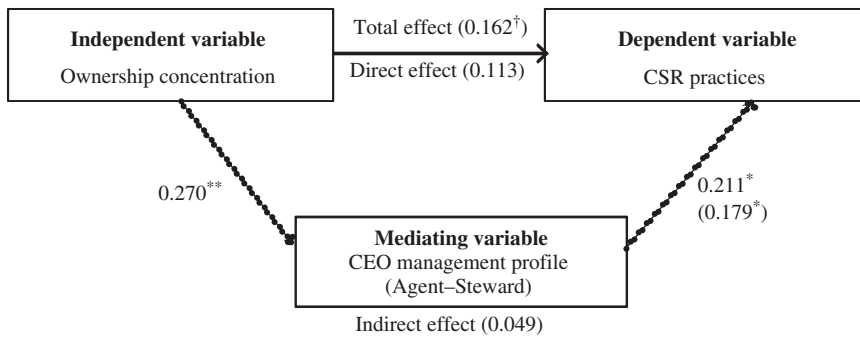 Independent variable
Ownership concentration
Total effect (0.162†)
Direct effect (0.113)
Dependent variable
CSR practices
0.270**
0.211*
(0.179*)
Mediating variable
CEO management profile
(Agent–Steward)
Indirect effect (0.049)